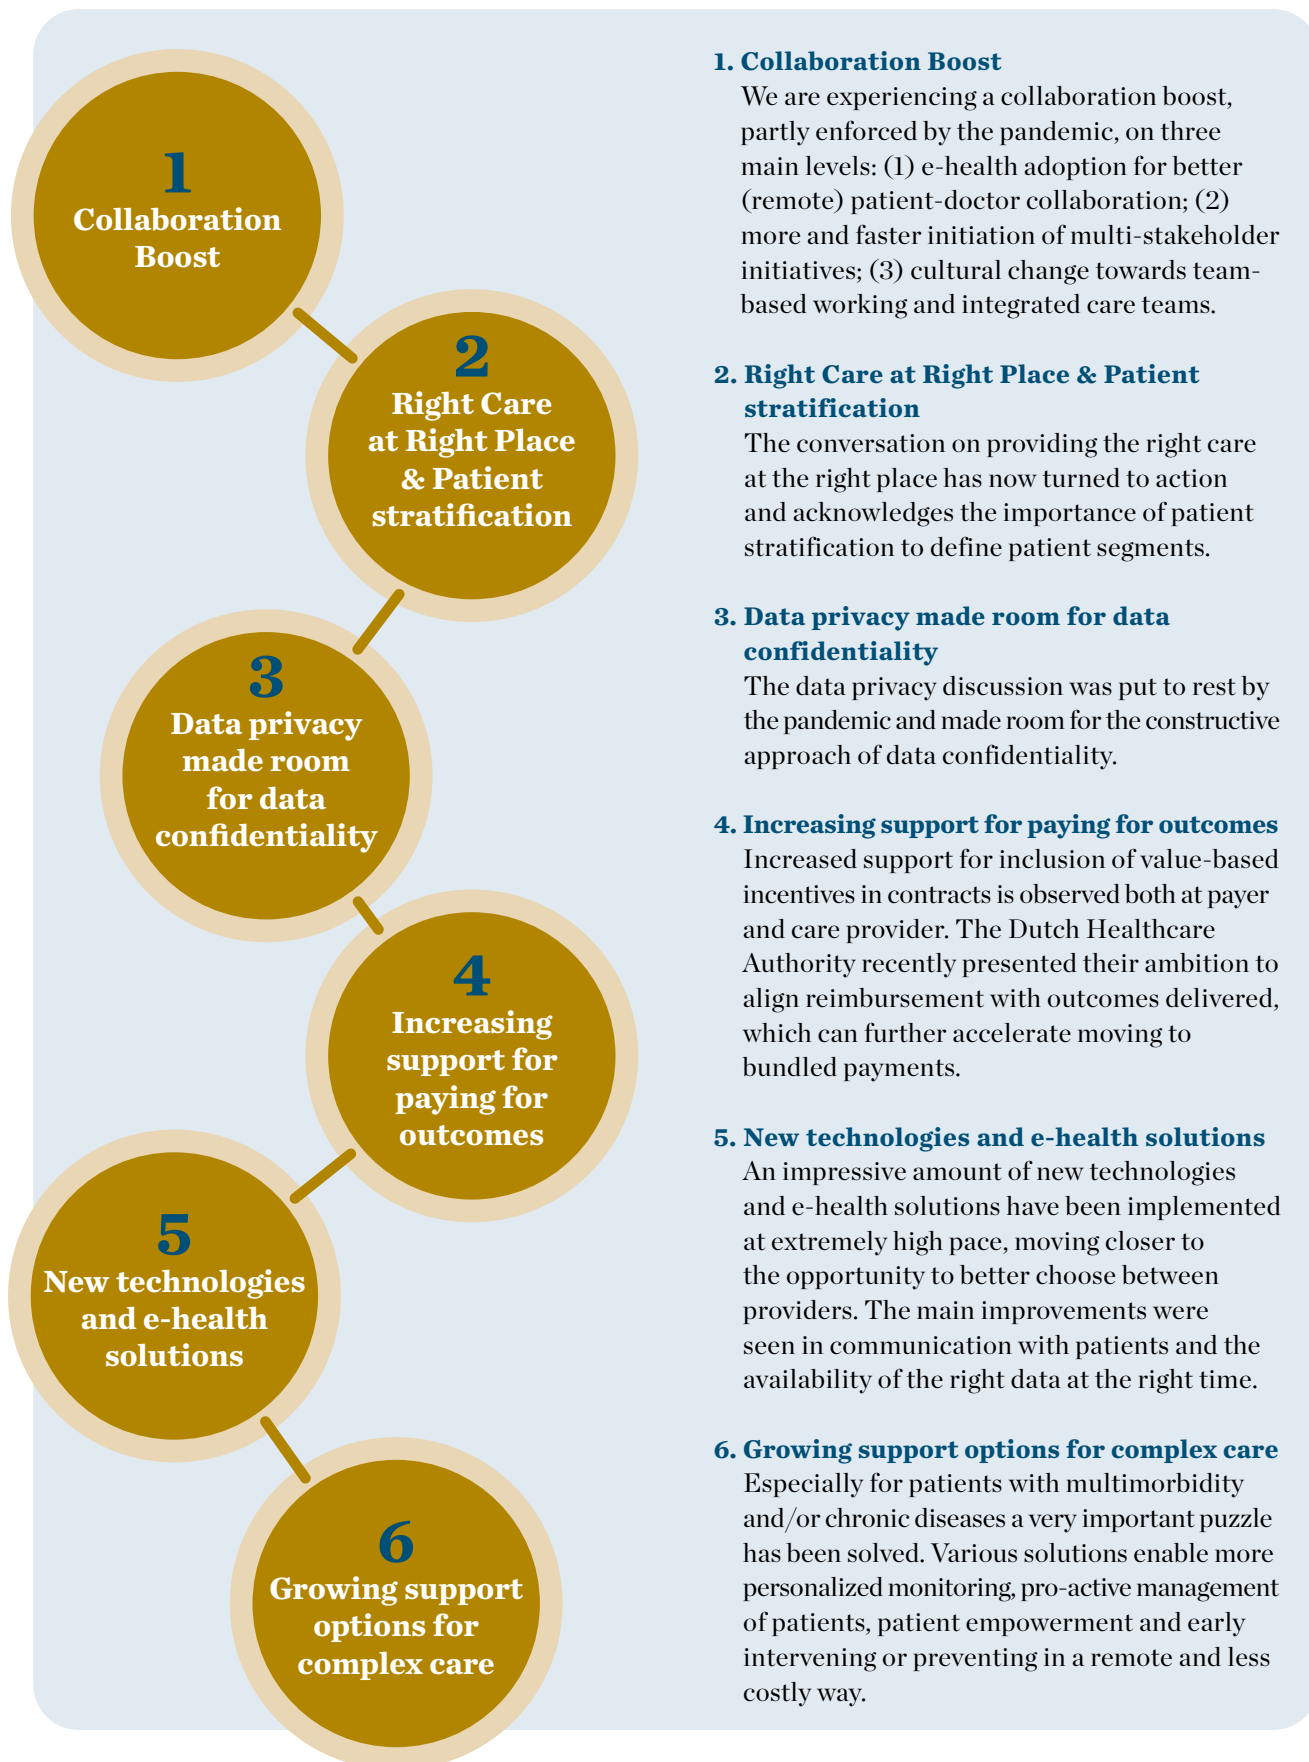 1
Collaboration
Boost
2
Right Care
at Right Place
& Patient
stratification
3
Data privacy
made room
for data
confidentiality
4
Increasing
support for
paying for
outcomes
5
New technologies
and e-health
solutions
6
Growing support
options for
complex care
1. Collaboration Boost
We are experiencing a collaboration boost,
partly enforced by the pandemic, on three
main levels: (1) e-health adoption for better
(remote) patient-doctor collaboration; (2)
more and faster initiation of multi-stakeholder
initiatives; (3) cultural change towards team-
based working and integrated care teams.
2. Right Care at Right Place & Patient
stratification
The conversation on providing the right care
at the right place has now turned to action
and acknowledges the importance of patient
stratification to define patient segments.
3. Data privacy made room for data
confidentiality
The data privacy discussion was put to rest by
the pandemic and made room for the constructive
approach of data confidentiality.
4. Increasing support for paying for outcomes
Increased support for inclusion of value-based
incentives in contracts is observed both at payer
and care provider. The Dutch Healthcare
Authority recently presented their ambition to
align reimbursement with outcomes delivered,
which can further accelerate moving to
bundled payments.
5. New technologies and e-health solutions
An impressive amount of new technologies
and e-health solutions have been implemented
at extremely high pace, moving closer to
the opportunity to better choose between
providers. The main improvements were
seen in communication with patients and the
availability of the right data at the right time.
6. Growing support options for complex care
Especially for patients with multimorbidity
and/or chronic diseases a very important puzzle
has been solved. Various solutions enable more
personalized monitoring, pro-active management
of patients, patient empowerment and early
intervening or preventing in a remote and less
costly way.